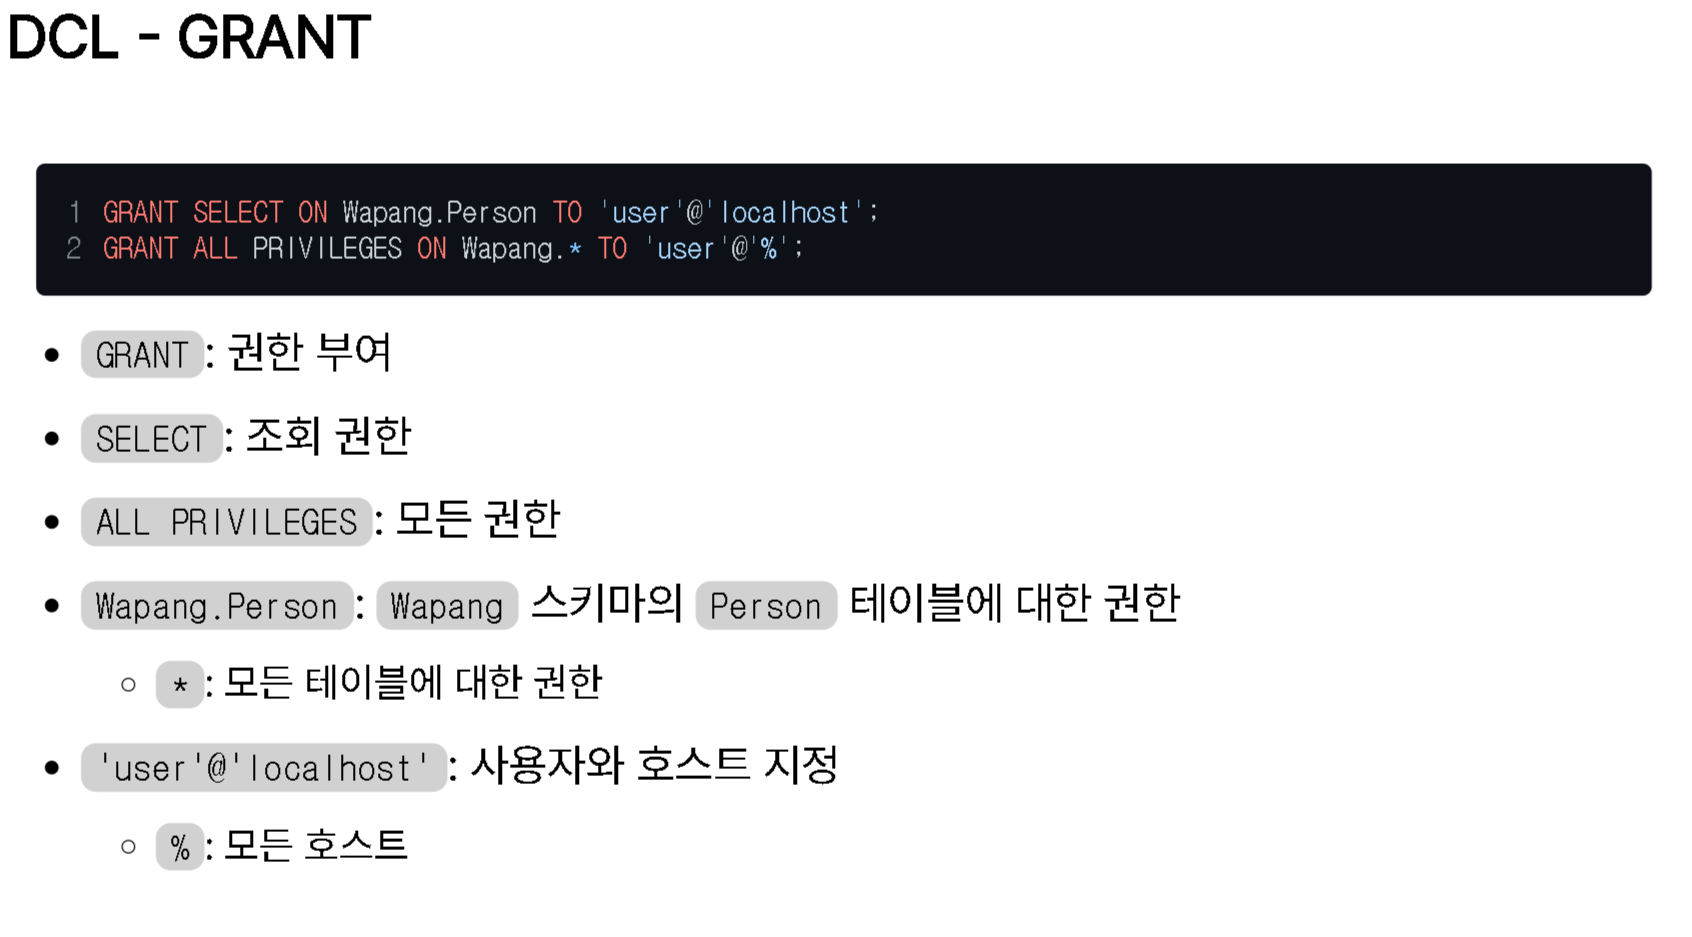 DCL - GRANT
1 GRANT SELECT ON Wapang.Person TO 'user'@'localhost';
2 GRANT ALL PRIVILEGES ON Wapang.* TO 'user'@'%';
• GRANT : 권한 부여
• SELECT : 조회 권한
• ALL PRIVILEGES : 모든 권한
• Wapang.Person : Wapang 스키마의 Person 테이블에 대한 권한
◦ * : 모든 테이블에 대한 권한
• 'user'@'localhost' : 사용자와 호스트 지정
◦ % : 모든 호스트